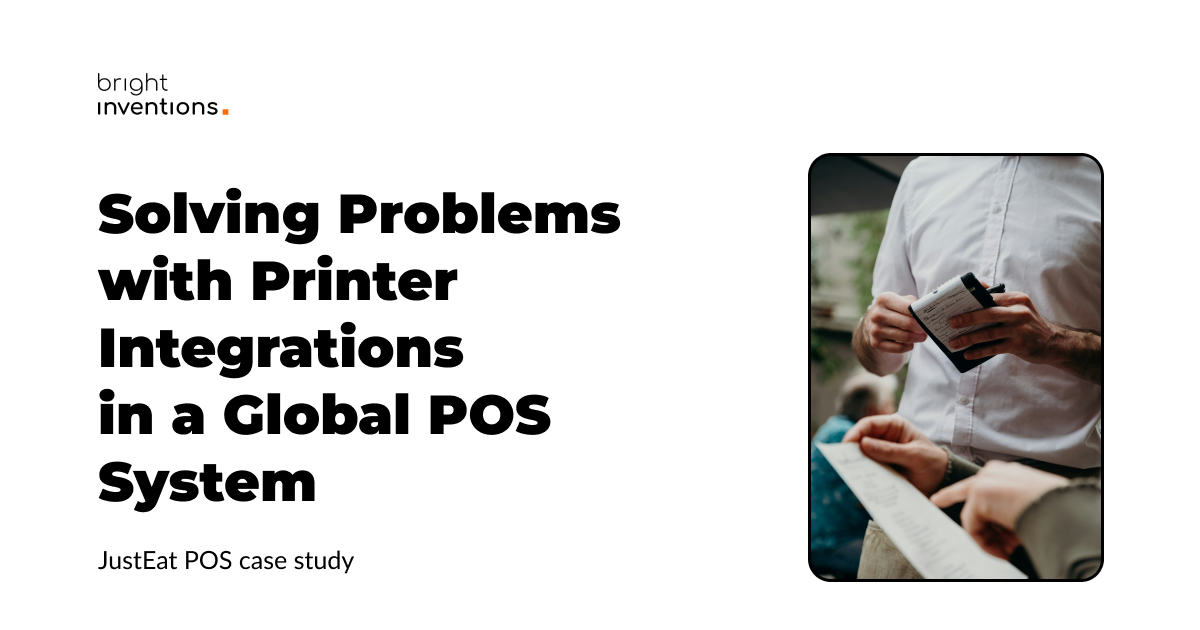 bright
inventions.
Solving Problems
with Printer
Integrations
in a Global POS
System
JustEat POS case study